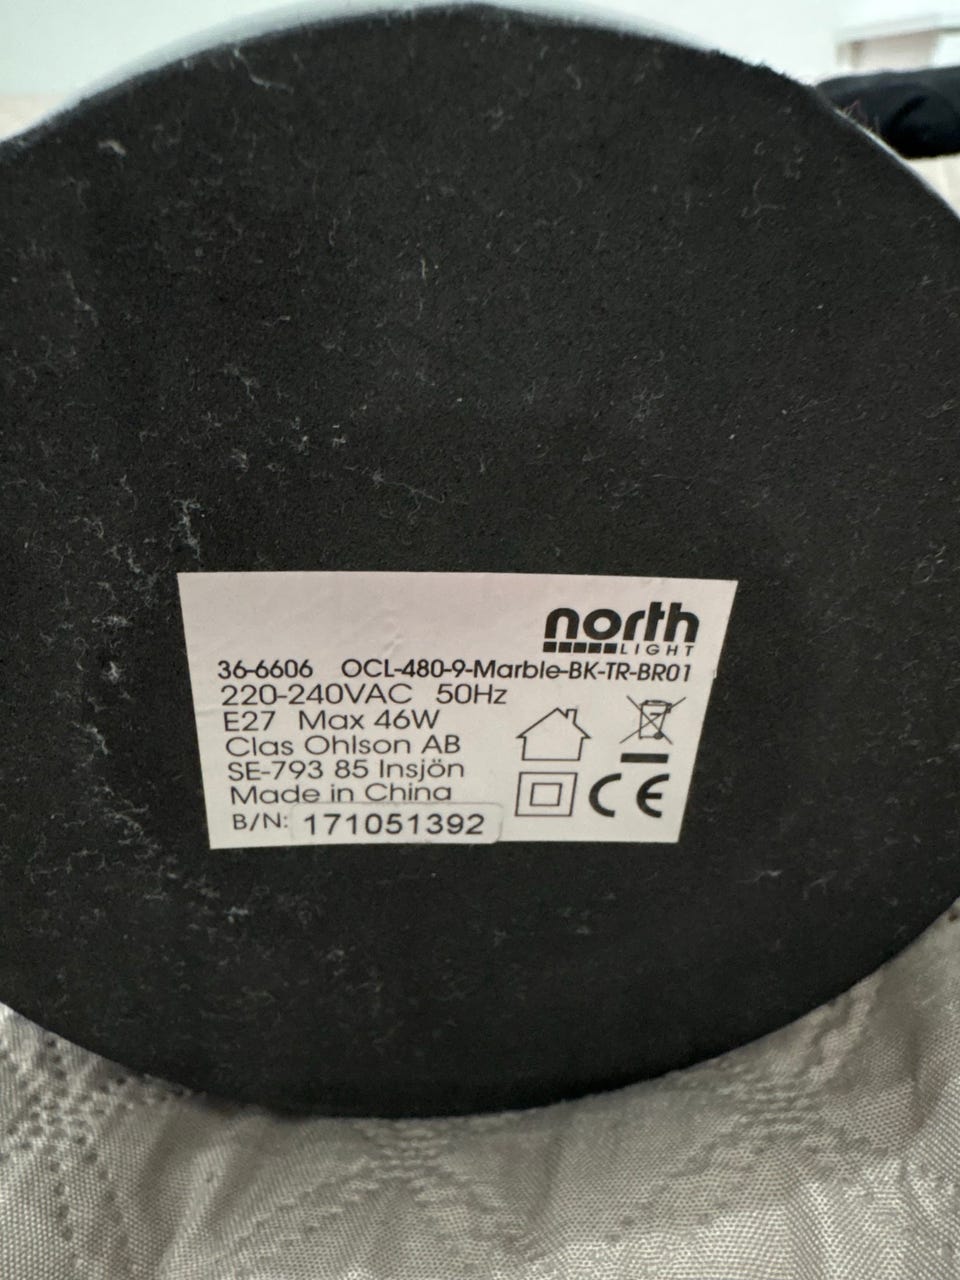 north
LIGHT
36-6606 OCL-480-9-Marble-BK-TR-BR01
220-240VAC 50Hz
E27 Max 46W
Clas Ohlson AB
SE-793 85 Insjön
Made in China
B/N: 171051392
CE